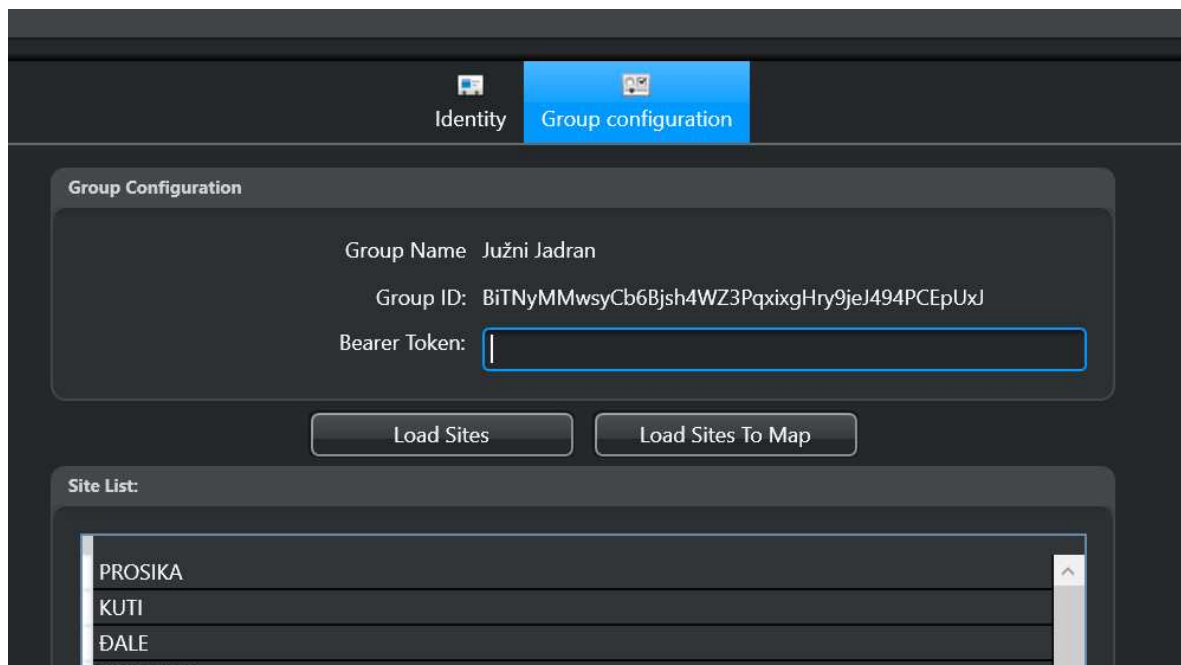 Identity
Group configuration
Group Configuration
Group Name Južni Jadran
Group ID: BiTNyMMwsyCb6Bjsh4WZ3PqxixgHry9jeJ494PCEpUxJ
Bearer Token:
Load Sites
Load Sites To Map
Site List:
PROSIKA
KUTI
ĐALE